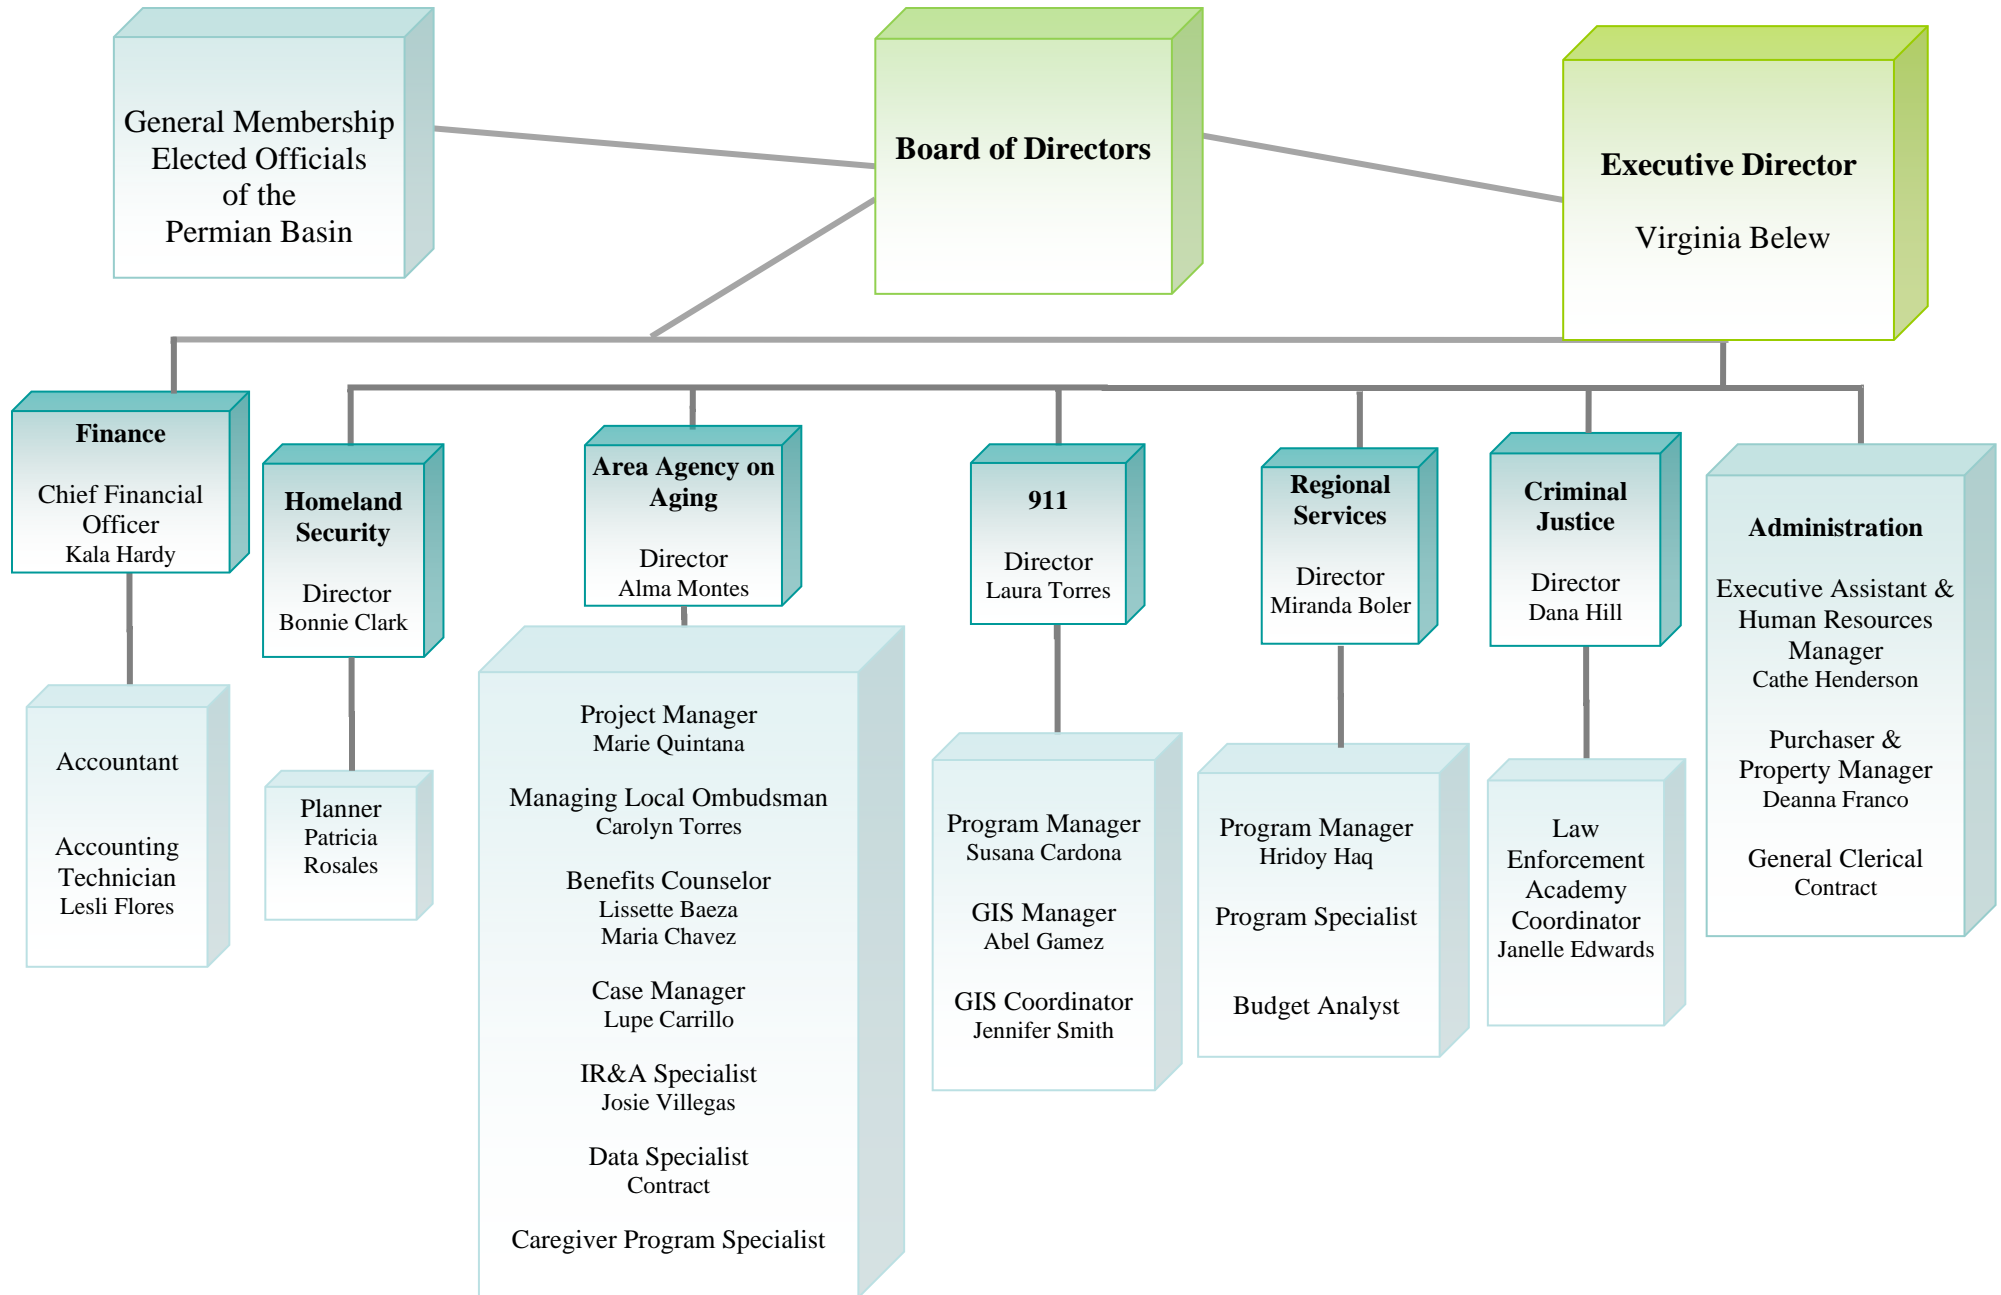 General Membership
Elected Officials
of the
Permian Basin
Board of Directors
Executive Director
Virginia Belew
Finance
Chief Financial
Officer
Kala Hardy
Homeland
Security
Director
Bonnie Clark
Area Agency on
Aging
Director
Alma Montes
911
Director
Laura Torres
Regional
Services
Director
Miranda Boler
Criminal
Justice
Director
Dana Hill
Administration
Executive Assistant &
Human Resources
Manager
Cathe Henderson
Purchaser &
Property Manager
Deanna Franco
General Clerical
Contract
Accountant
Accounting
Technician
Lesli Flores
Planner
Patricia
Rosales
Project Manager
Marie Quintana
Managing Local Ombudsman
Carolyn Torres
Benefits Counselor
Lissette Baeza
Maria Chavez
Case Manager
Lupe Carrillo
IR&A Specialist
Josie Villegas
Data Specialist
Contract
Caregiver Program Specialist
Program Manager
Susana Cardona
GIS Manager
Abel Gamez
GIS Coordinator
Jennifer Smith
Program Manager
Hridoy Haq
Program Specialist
Budget Analyst
Law
Enforcement
Academy
Coordinator
Janelle Edwards